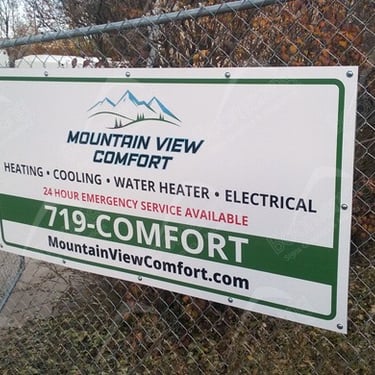 MOUNTAIN VIEW
COMFORT
HEATING • COOLING • WATER HEATER • ELECTRICAL
24 HOUR EMERGENCY SERVICE AVAILABLE
719-COMFORT
MountainViewComfort.com